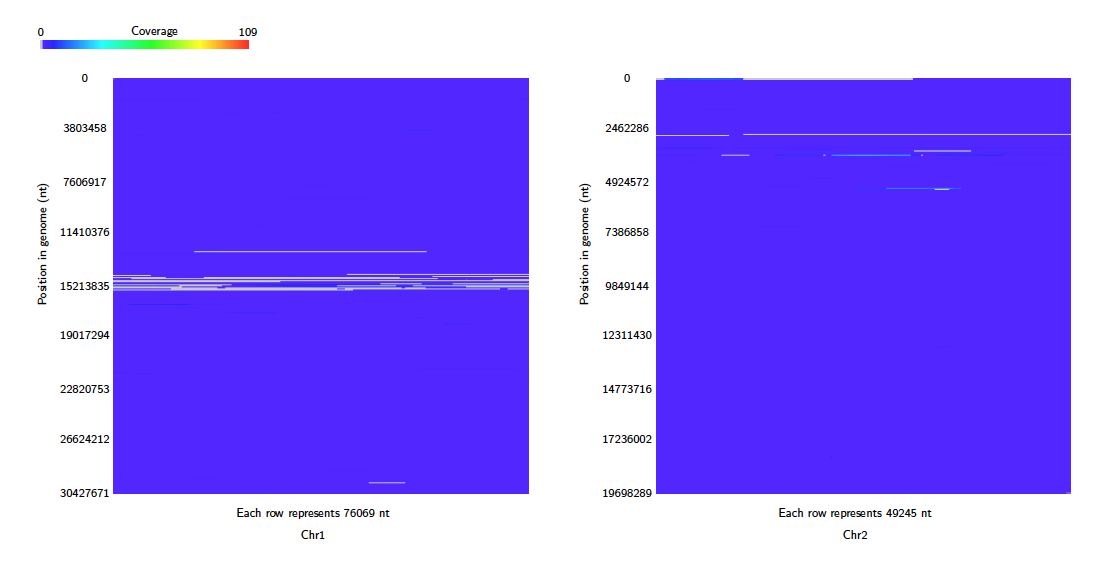 0 Coverage 109
Position in genome (nt)
0
3803458
7606917
11410376
15213835
19017294
22820753
26624212
30427671
Each row represents 76069 nt
Chr1
Position in genome (nt)
0
2462286
4924572
7386858
9849144
12311430
14773716
17236002
19698289
Each row represents 49245 nt
Chr2